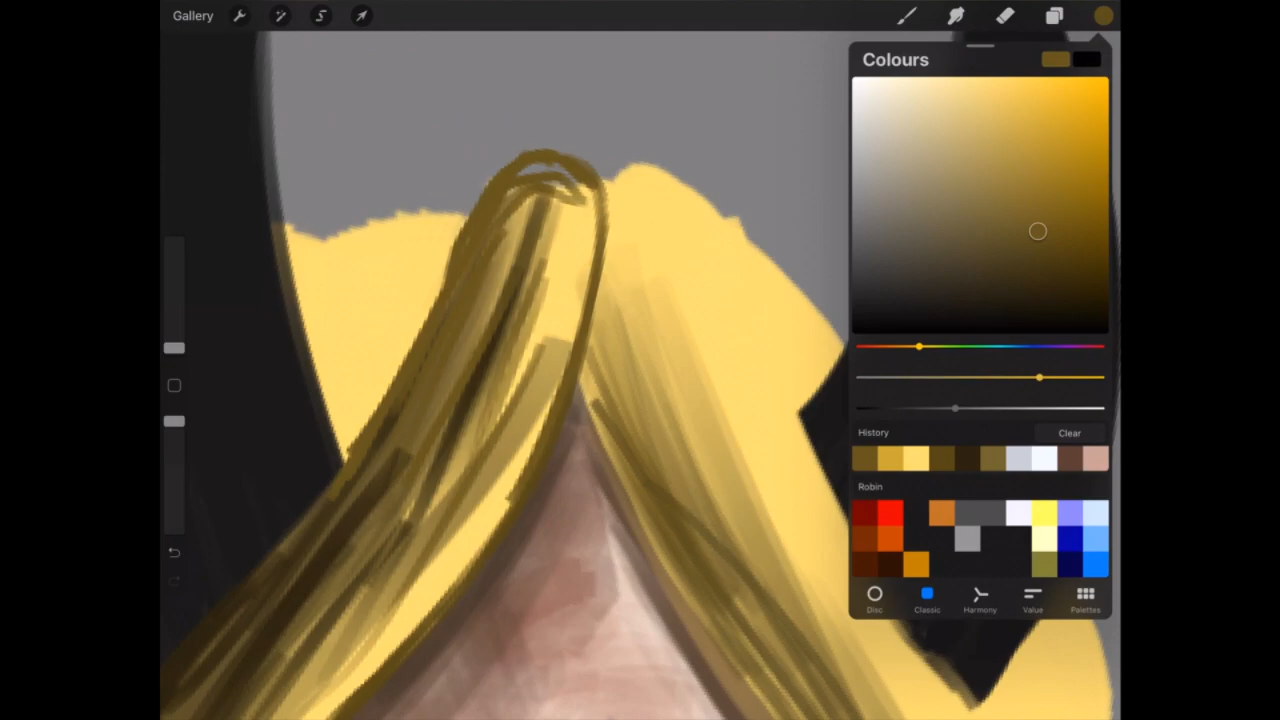 Gallery
Colours
History
Clear
Robin
Disc
Classic
Harmony
Value
Palettes